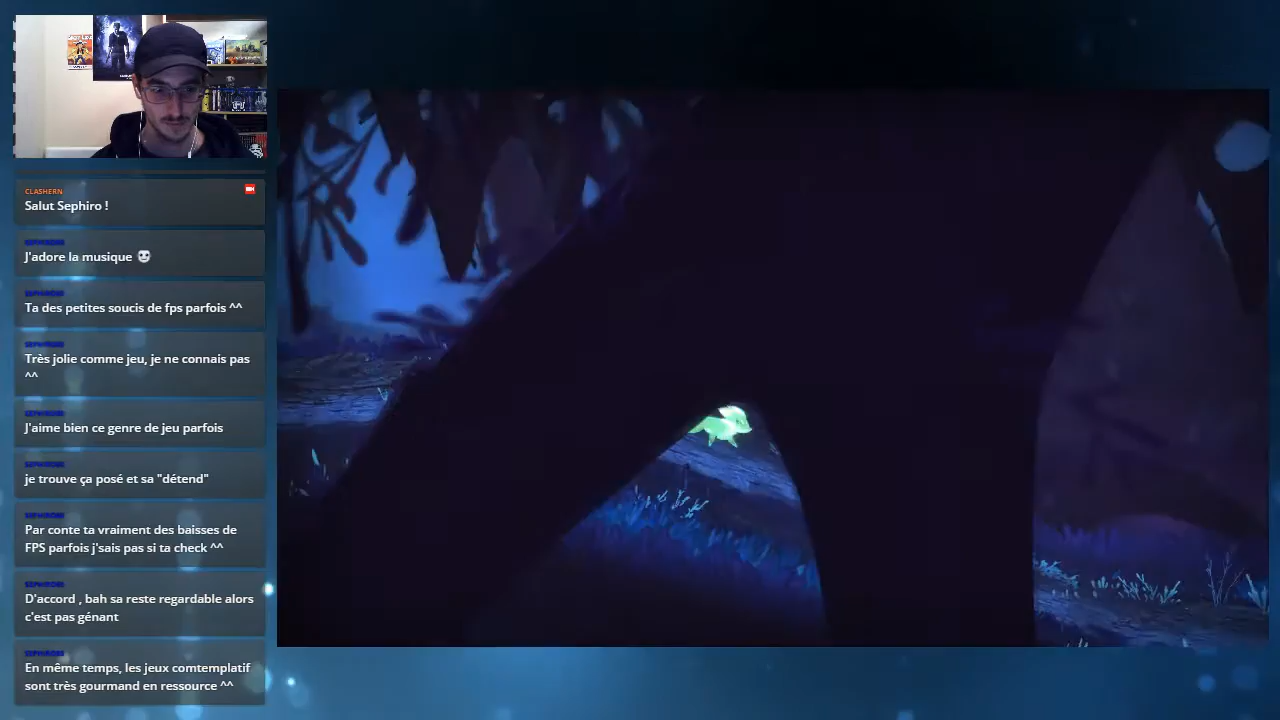 CLASHERN
Salut Sephiro !
J'adore la musique
Ta des petites soucis de fps parfois ^^
Très jolie comme jeu, je ne connais pas
^^
J'aime bien ce genre de jeu parfois
je trouve ça posé et sa "détend"
Par conte ta vraiment des baisses de
FPS parfois j'sais pas si ta check ^^
D'accord , bah sa reste regardable alors
c'est pas génant
En même temps, les jeux comtemplatif
sont très gourmand en ressource ^^